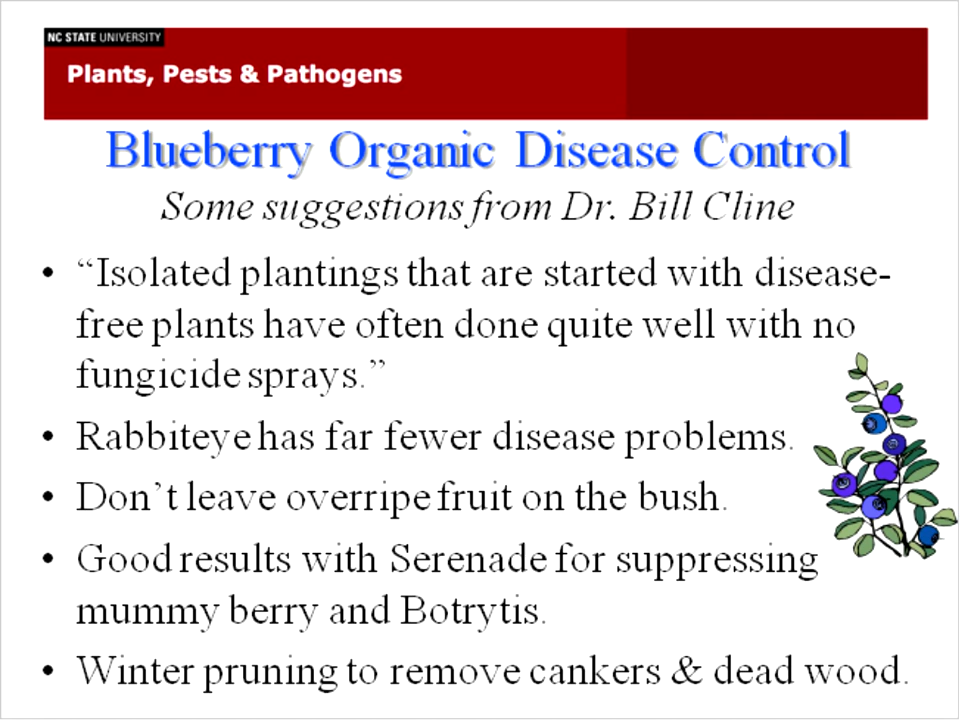 NC STATE UNIVERSITY
Plants, Pests & Pathogens
Blueberry Organic Disease Control
Some suggestions from Dr. Bill Cline
• “Isolated plantings that are started with disease-
free plants have often done quite well with no
fungicide sprays.”
• Rabbiteye has far fewer disease problems.
• Don’t leave overripe fruit on the bush.
• Good results with Serenade for suppressing
mummy berry and Botrytis.
• Winter pruning to remove cankers & dead wood.